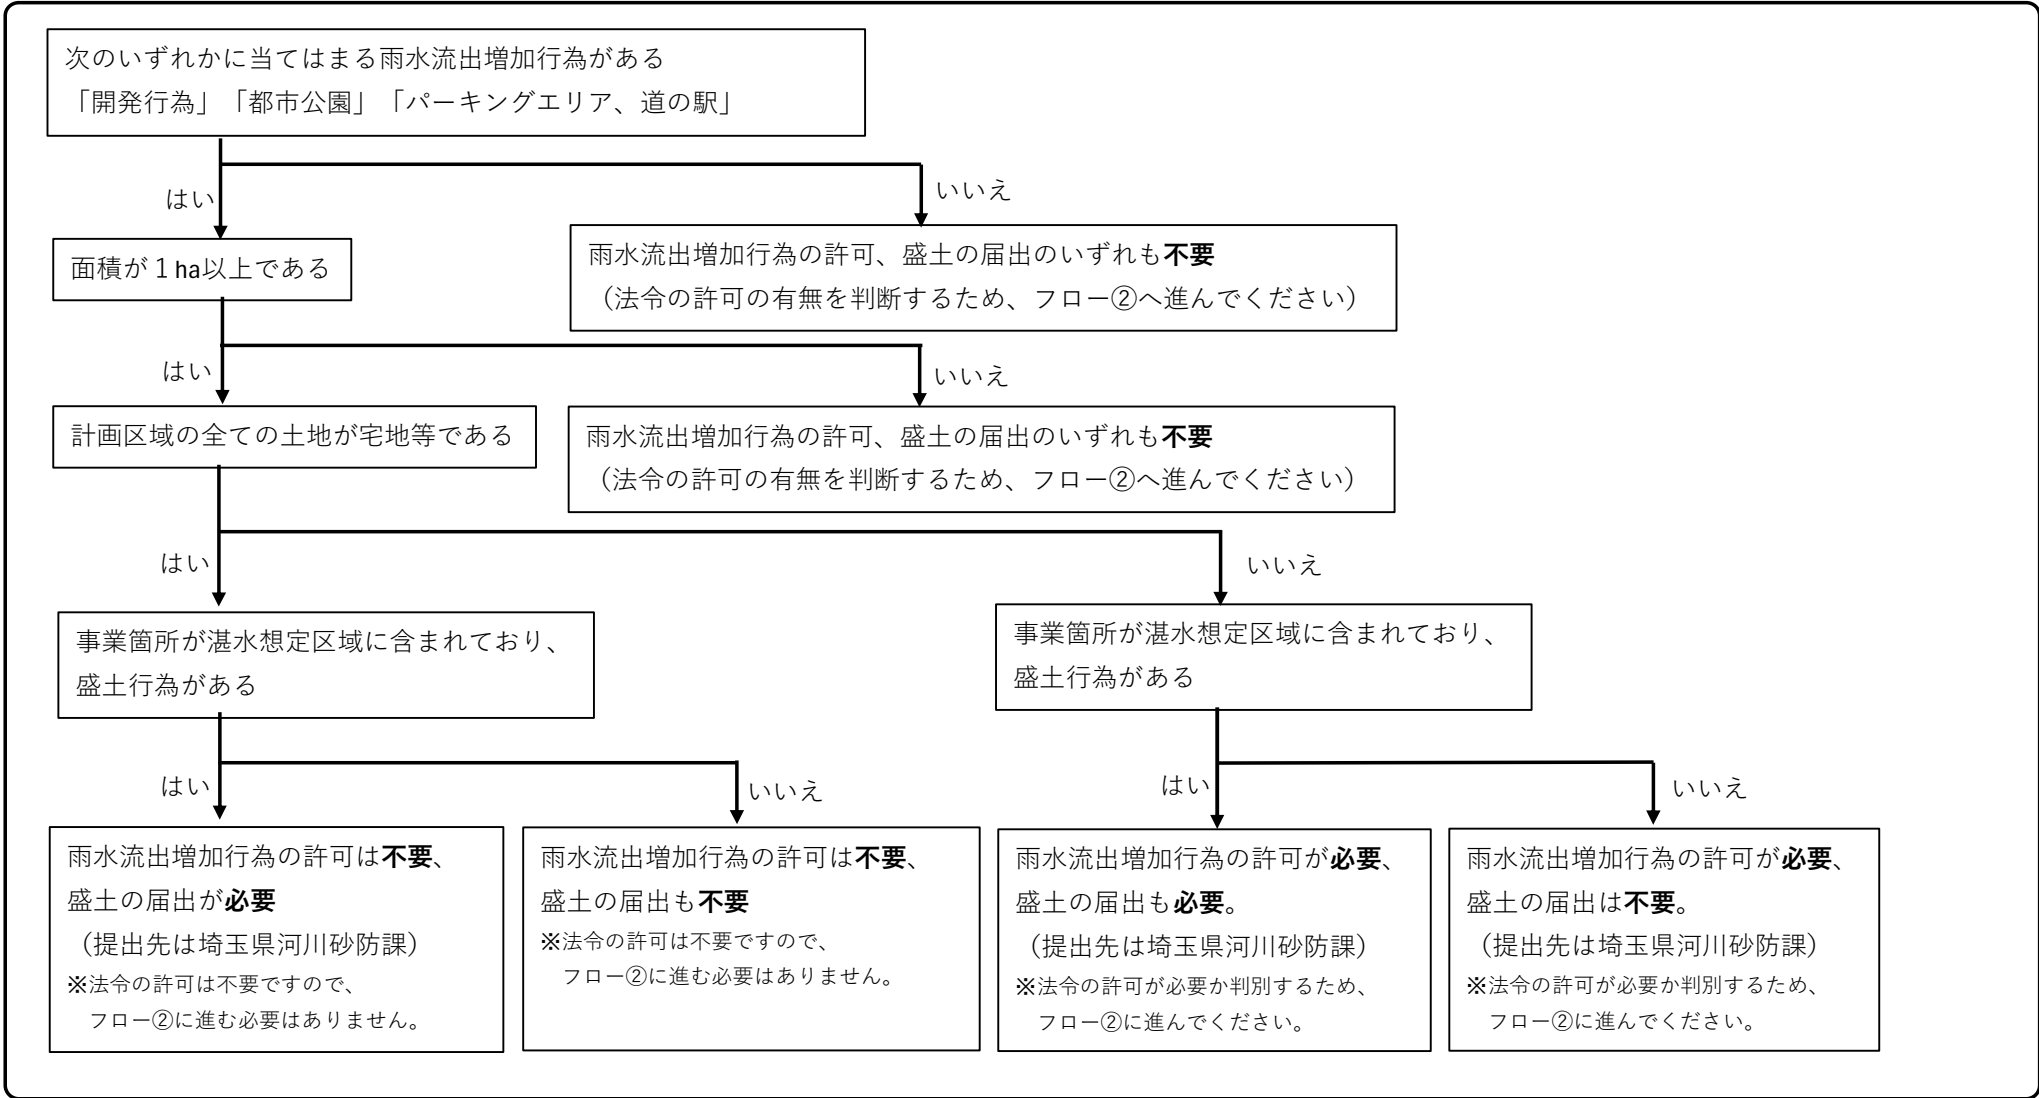 次のいずれかに当てはまる雨水流出増加行為がある
「開発行為」「都市公園」「パーキングエリア、道の駅」
はい
いいえ
面積が１ha以上である
雨水流出増加行為の許可、盛土の届出のいずれも不要
（法令の許可の有無を判断するため、フロー②へ進んでください）
はい
いいえ
計画区域の全ての土地が宅地等である
雨水流出増加行為の許可、盛土の届出のいずれも不要
（法令の許可の有無を判断するため、フロー②へ進んでください）
はい
いいえ
事業箇所が湛水想定区域に含まれており、
盛土行為がある
事業箇所が湛水想定区域に含まれており、
盛土行為がある
はい
いいえ
はい
いいえ
雨水流出増加行為の許可は不要、
盛土の届出が必要
（提出先は埼玉県河川砂防課）
※法令の許可は不要ですので、
フロー②に進む必要はありません。
雨水流出増加行為の許可は不要、
盛土の届出も不要
※法令の許可は不要ですので、
フロー②に進む必要はありません。
雨水流出増加行為の許可が必要、
盛土の届出も必要。
（提出先は埼玉県河川砂防課）
※法令の許可が必要か判別するため、
フロー②に進んでください。
雨水流出増加行為の許可が必要、
盛土の届出は不要。
（提出先は埼玉県河川砂防課）
※法令の許可が必要か判別するため、
フロー②に進んでください。